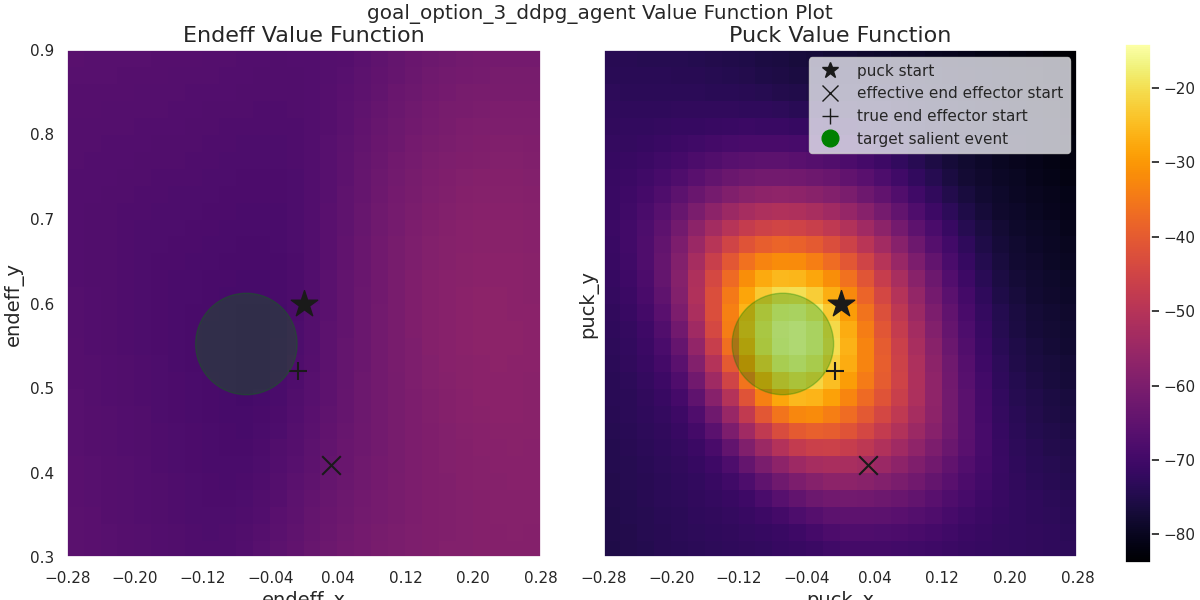 goal_option_3_ddpg_agent Value Function Plot
Endeff Value Function
Puck Value Function
puck start
effective end effector start
true end effector start
target salient event
endeff_y
0.9
0.8
0.7
0.6
0.5
0.4
0.3
−0.28 −0.20 −0.12 −0.04 0.04 0.12 0.20 0.28
endeff_x
puck_y
−0.28 −0.20 −0.12 −0.04 0.04 0.12 0.20 0.28
puck_x
−20
−30
−40
−50
−60
−70
−80